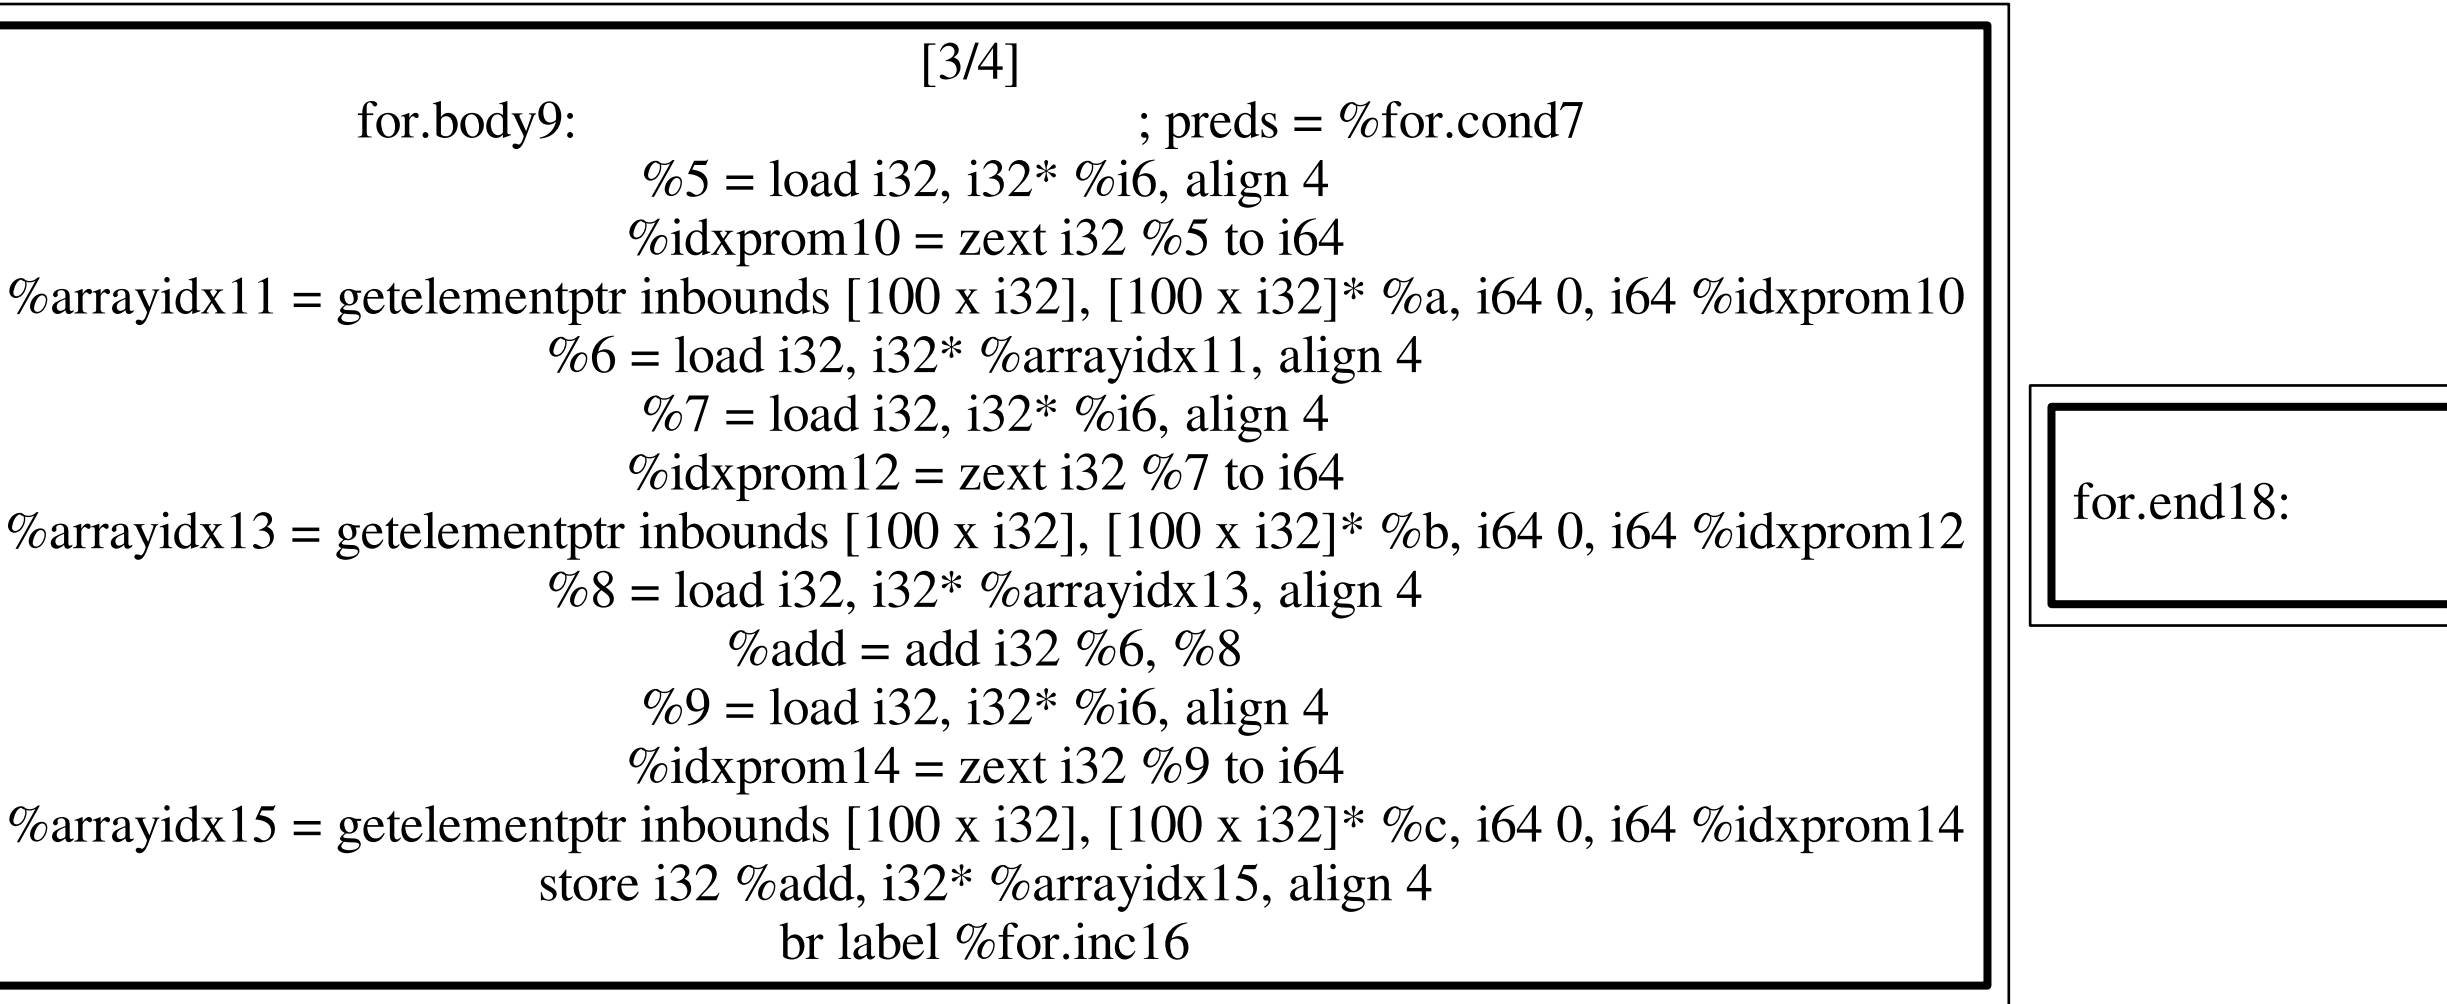 [3/4]
for.body9: ; preds = %for.cond7
%5 = load i32, i32* %i6, align 4
%idxprom10 = zext i32 %5 to i64
%arrayidx11 = getelementptr inbounds [100 x i32], [100 x i32]* %a, i64 0, i64 %idxprom10
%6 = load i32, i32* %arrayidx11, align 4
%7 = load i32, i32* %i6, align 4
%idxprom12 = zext i32 %7 to i64
%arrayidx13 = getelementptr inbounds [100 x i32], [100 x i32]* %b, i64 0, i64 %idxprom12
%8 = load i32, i32* %arrayidx13, align 4
%add = add i32 %6, %8
%9 = load i32, i32* %i6, align 4
%idxprom14 = zext i32 %9 to i64
%arrayidx15 = getelementptr inbounds [100 x i32], [100 x i32]* %c, i64 0, i64 %idxprom14
store i32 %add, i32* %arrayidx15, align 4
br label %for.inc16
for.end18: